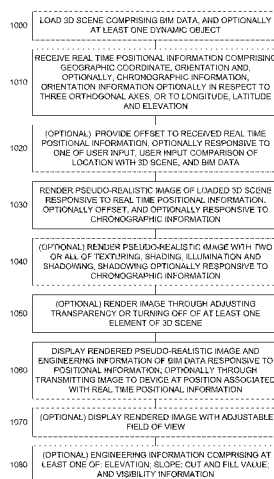 1000
LOAD 3D SCENE COMPRISING BIM DATA, AND OPTIONALLY
AT LEAST ONE DYNAMIC OBJECT
1010
RECEIVE REAL TIME POSITIONAL INFORMATION COMPRISING
GEOGRAPHIC COORDINATE, ORIENTATION AND,
OPTIONALLY, CHRONOGRAPHIC INFORMATION,
ORIENTATION INFORMATION OPTIONALLY IN RESPECT TO
THREE ORTHOGONAL AXES, OR TO LONGITUDE, LATITUDE
AND ELEVATION
1020
(OPTIONAL) PROVIDE OFFSET TO RECEIVED REAL TIME
POSITIONAL INFORMATION, OPTIONALLY RESPONSIVE TO
ONE OF USER INPUT, USER INPUT COMPARISON OF
LOCATION WITH 3D SCENE, AND BIM DATA
1030
RENDER PSEUDO-REALISTIC IMAGE OF LOADED 3D SCENE
RESPONSIVE TO REAL TIME POSITIONAL INFORMATION,
OPTIONALLY OFFSET, AND OPTIONALLY RESPONSIVE TO
CHRONOGRAPHIC INFORMATION
1040
(OPTIONAL) RENDER PSEUDO-REALISTIC IMAGE WITH TWO
OR ALL OF TEXTURING, SHADING, ILLUMINATION AND
SHADOWING, SHADOWING OPTIONALLY RESPONSIVE TO
CHRONOGRAPHIC INFORMATION
1050
(OPTIONAL) RENDER IMAGE THROUGH ADJUSTING
TRANSPARENCY OR TURNING OFF OF AT LEAST ONE
ELEMENT OF 3D SCENE
1060
DISPLAY RENDERED PSEUDO-REALISTIC IMAGE AND
ENGINEERING INFORMATION OF BIM DATA RESPONSIVE TO
POSITIONAL INFORMATION; OPTIONALLY THROUGH
TRANSMITTING IMAGE TO DEVICE AT POSITION ASSOCIATED
WITH REAL TIME POSITIONAL INFORMATION
1070
(OPTIONAL) DISPLAY RENDERED IMAGE WITH ADJUSTABLE
FIELD OF VIEW
1080
(OPTIONAL) ENGINEERING INFORMATION COMPRISING AT
LEAST ONE OF: ELEVATION; SLOPE; CUT AND FILL VALUE;
AND VISIBILITY INFORMATION